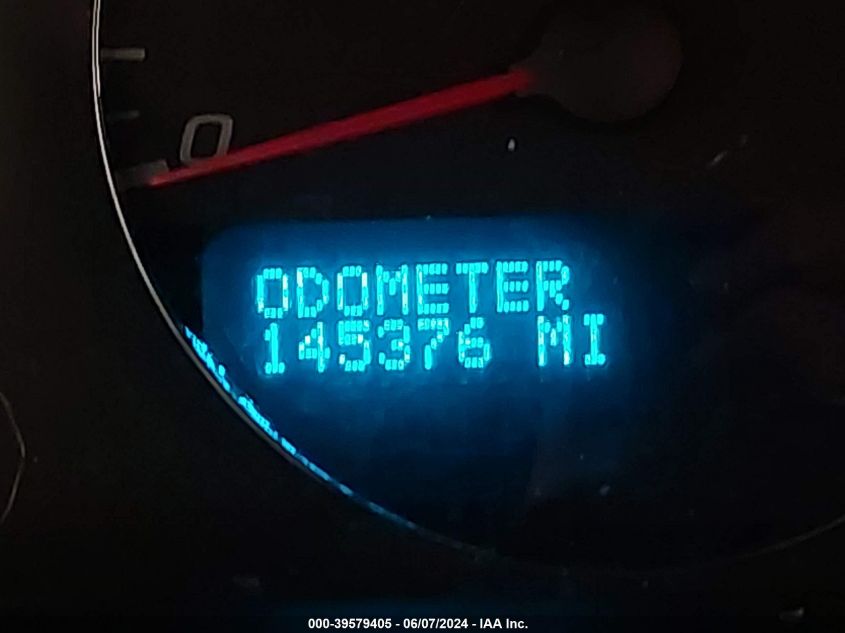 0
ODOMETER
145376 MI
000-39579405 - 06/07/2024 - IAA Inc.